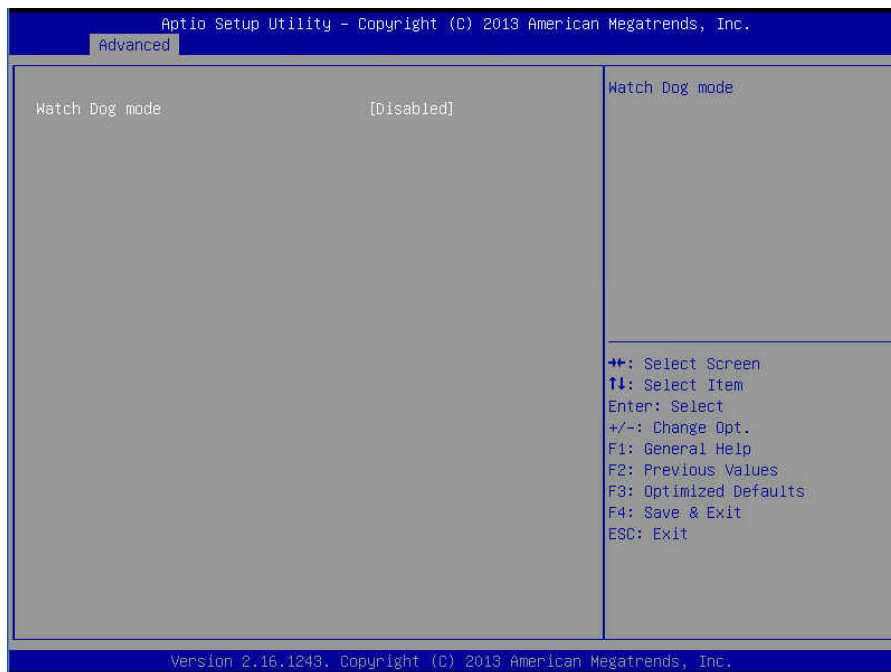 Aptio Setup Utility – Copyright (C) 2013 American Megatrends, Inc.
Advanced
Watch Dog mode [Disabled]
Watch Dog mode
→←: Select Screen
↑↓: Select Item
Enter: Select
+/-: Change Opt.
F1: General Help
F2: Previous Values
F3: Optimized Defaults
F4: Save & Exit
ESC: Exit
Version 2.16.1243. Copyright (C) 2013 American Megatrends, Inc.